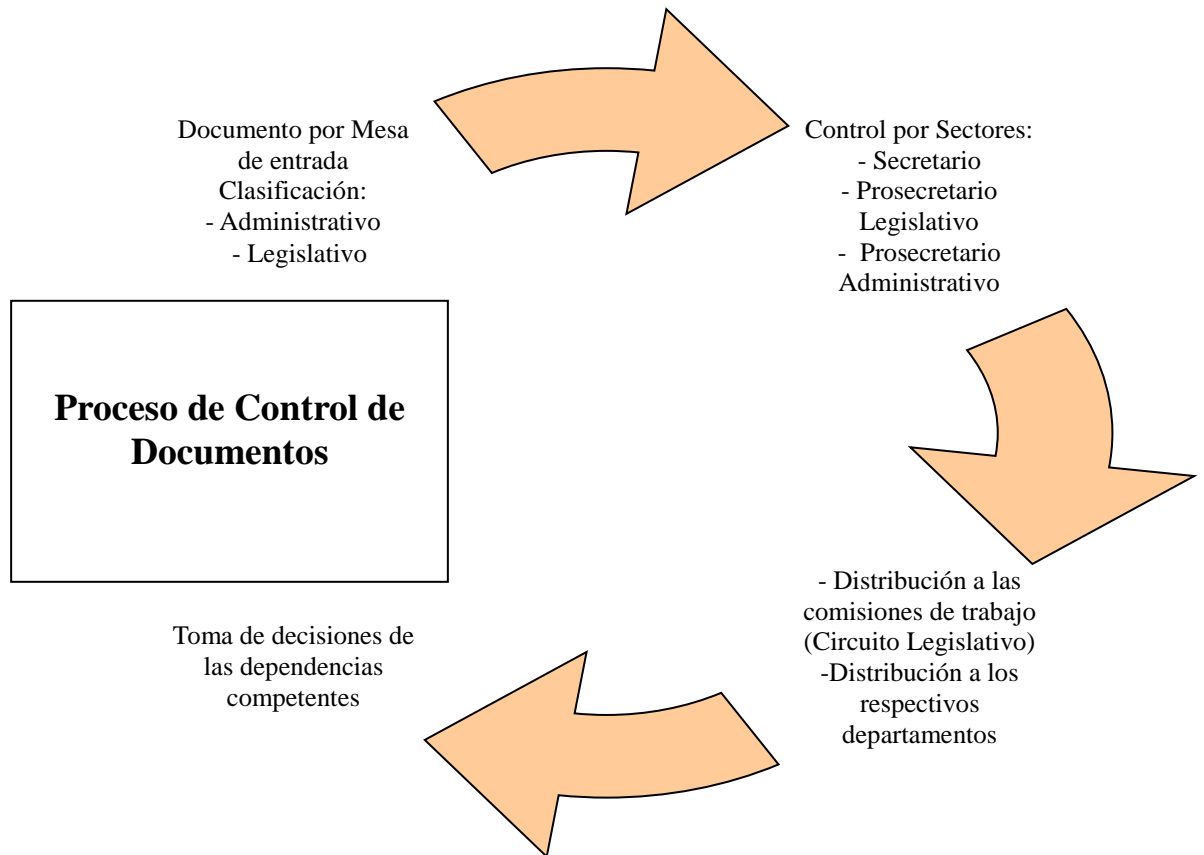 Documento por Mesa
de entrada
Clasificación:
- Administrativo
- Legislativo
Control por Sectores:
- Secretario
- Prosecretario
Legislativo
- Prosecretario
Administrativo
Proceso de Control de
Documentos
- Distribución a las
comisiones de trabajo
(Circuito Legislativo)
-Distribución a los
respectivos
departamentos
Toma de decisiones de
las dependencias
competentes